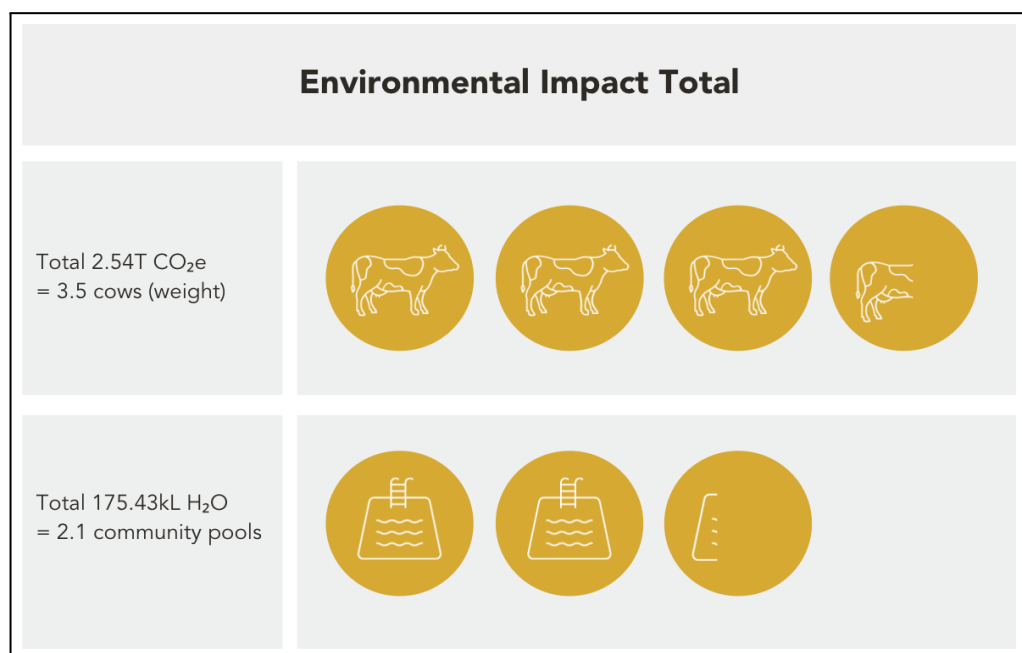 Environmental Impact Total
Total 2.54T CO₂e
= 3.5 cows (weight)
Total 175.43kL H₂O
= 2.1 community pools